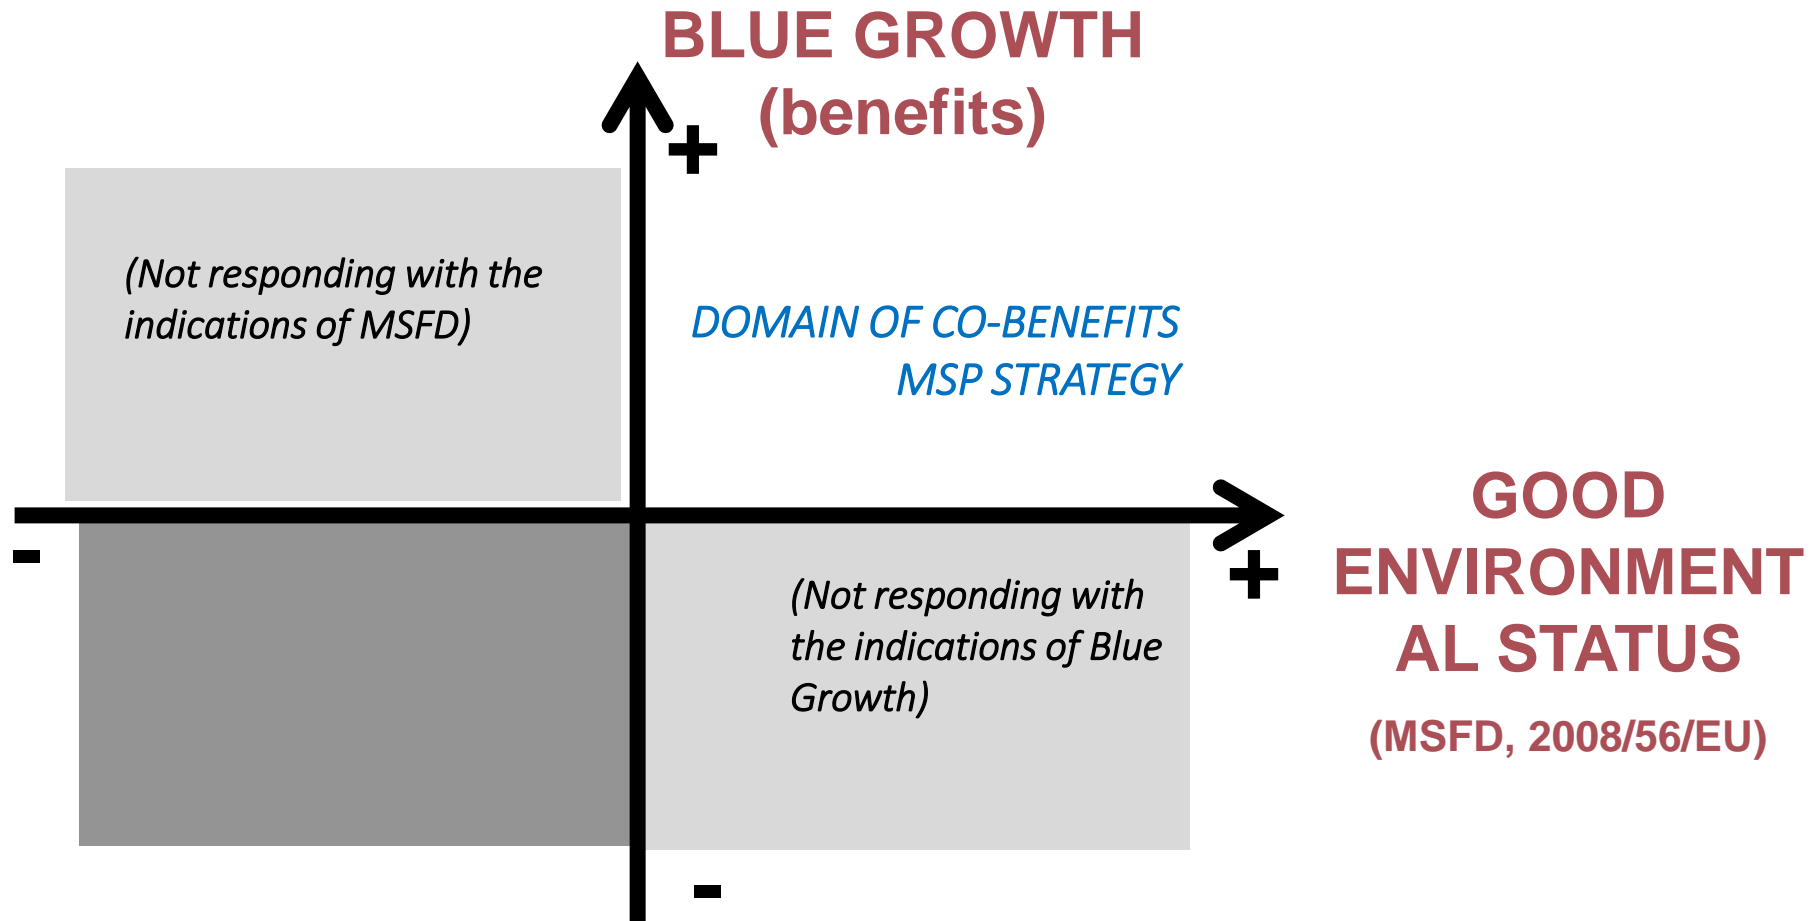 BLUE GROWTH
(benefits)
+
(Not responding with the
indications of MSFD)
DOMAIN OF CO-BENEFITS
MSP STRATEGY
-
+
GOOD
ENVIRONMENT
AL STATUS
(MSFD, 2008/56/EU)
(Not responding with
the indications of Blue
Growth)
-